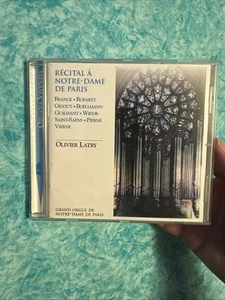 RÉCITAL À
NOTRE-DAME
DE PARIS
FRANCK • ROPARTZ
GIGOUT • BOËLLMANN
GUILMANT • WIDOR
SAINT-SAËNS • PIERNÉ
VIERNE
OLIVIER LATRY
GRAND ORGUE DE
NOTRE-DAME DE PARIS